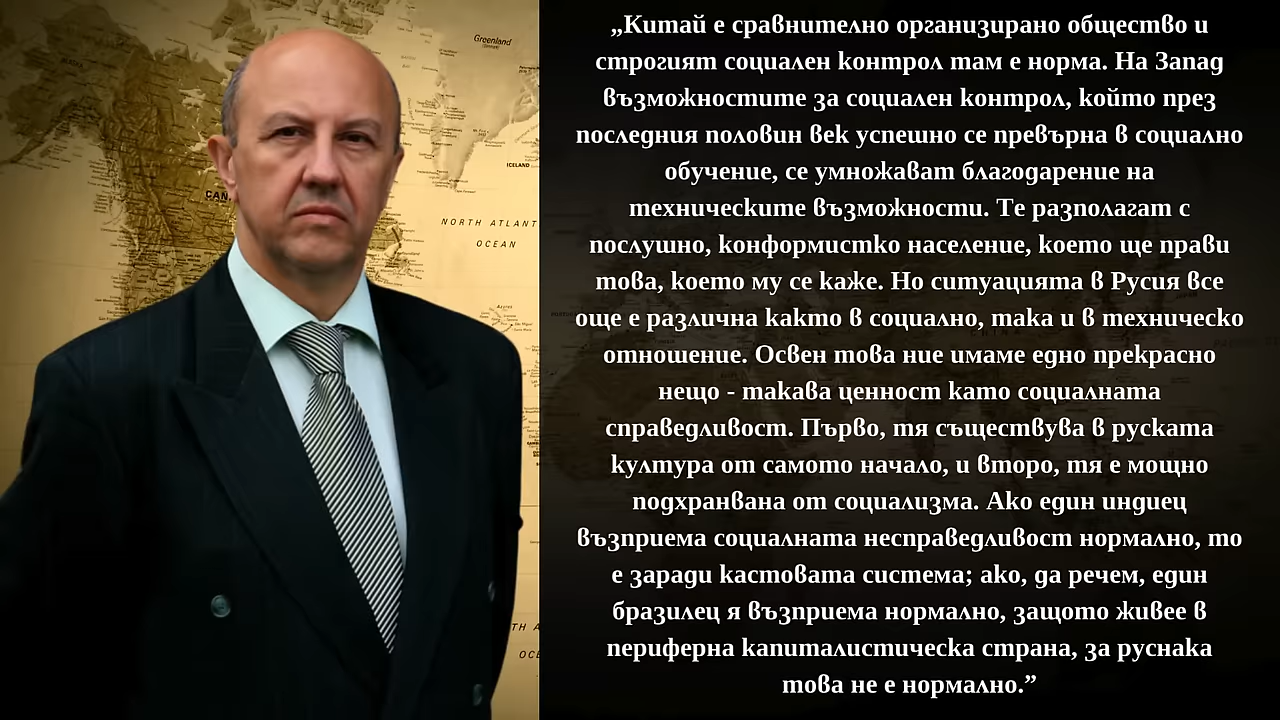 „Китай е сравнително организирано общество и
строгият социален контрол там е норма. На Запад
възможностите за социален контрол, който през
последния половин век успешно се превърна в социално
обучение, се умножават благодарение на
техническите възможности. Те разполагат с
послушно, конформистко население, което ще прави
това, което му се каже. Но ситуацията в Русия все
още е различна както в социално, така и в техническо
отношение. Освен това ние имаме едно прекрасно
нещо - такава ценност като социалната
справедливост. Първо, тя съществува в руската
култура от самото начало, и второ, тя е мощно
подхранвана от социализма. Ако един индиец
възприема социалната несправедливост нормално, то
е заради кастовата система; ако, да речем, един
бразилец я възприема нормално, защото живее в
периферна капиталистическа страна, за руснака
това не е нормално.”
Greenland
ICELAND
CAN
NORTH ATLANT
OCEAN
Azores
TH A
OCE